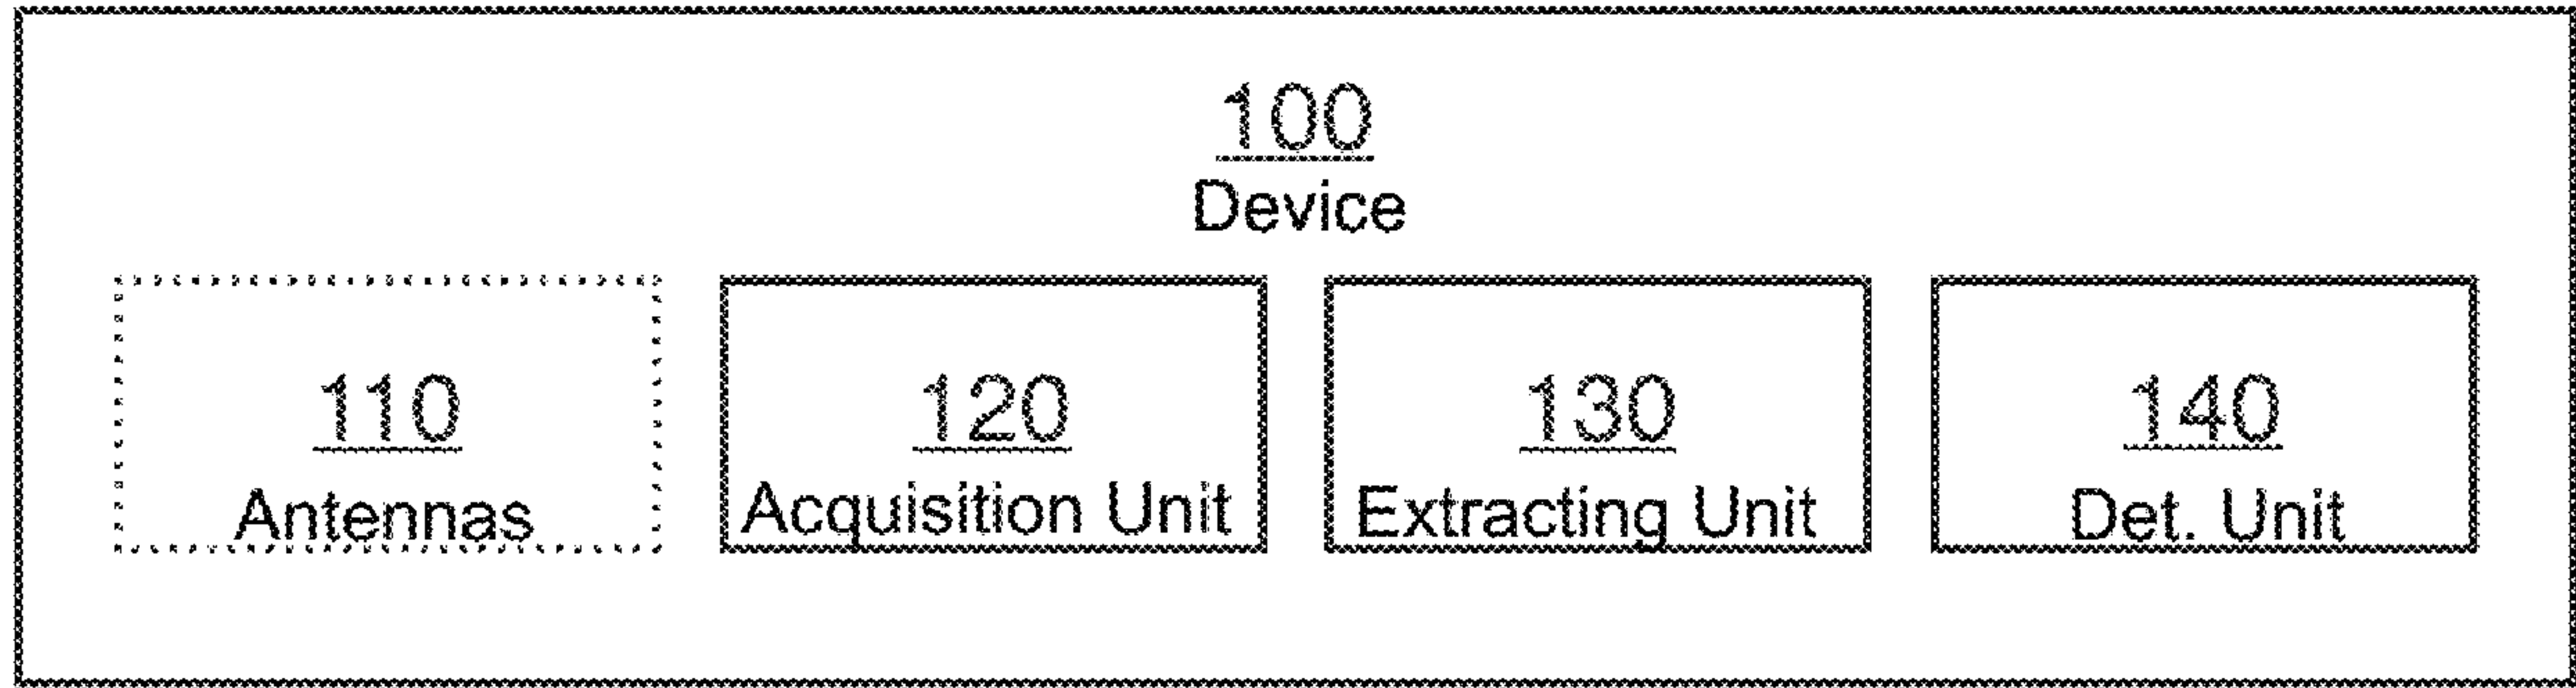 100
Device
110
Antennas
120
Acquisition Unit
130
Extracting Unit
140
Det. Unit